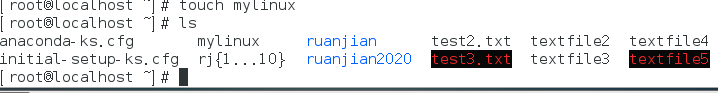 [root@localhost ~]# touch mylinux
[root@localhost ~]# ls
anaconda-ks.cfg mylinux ruanjian test2.txt textfile2 textfile4
initial-setup-ks.cfg rj{1...10} ruanjian2020 test3.txt textfile3 textfile5
[root@localhost ~]#